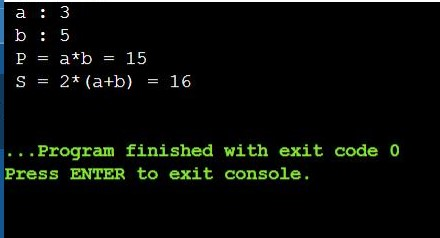 a : 3
b : 5
P = a*b = 15
S = 2*(a+b) = 16
...Program finished with exit code 0
Press ENTER to exit console.